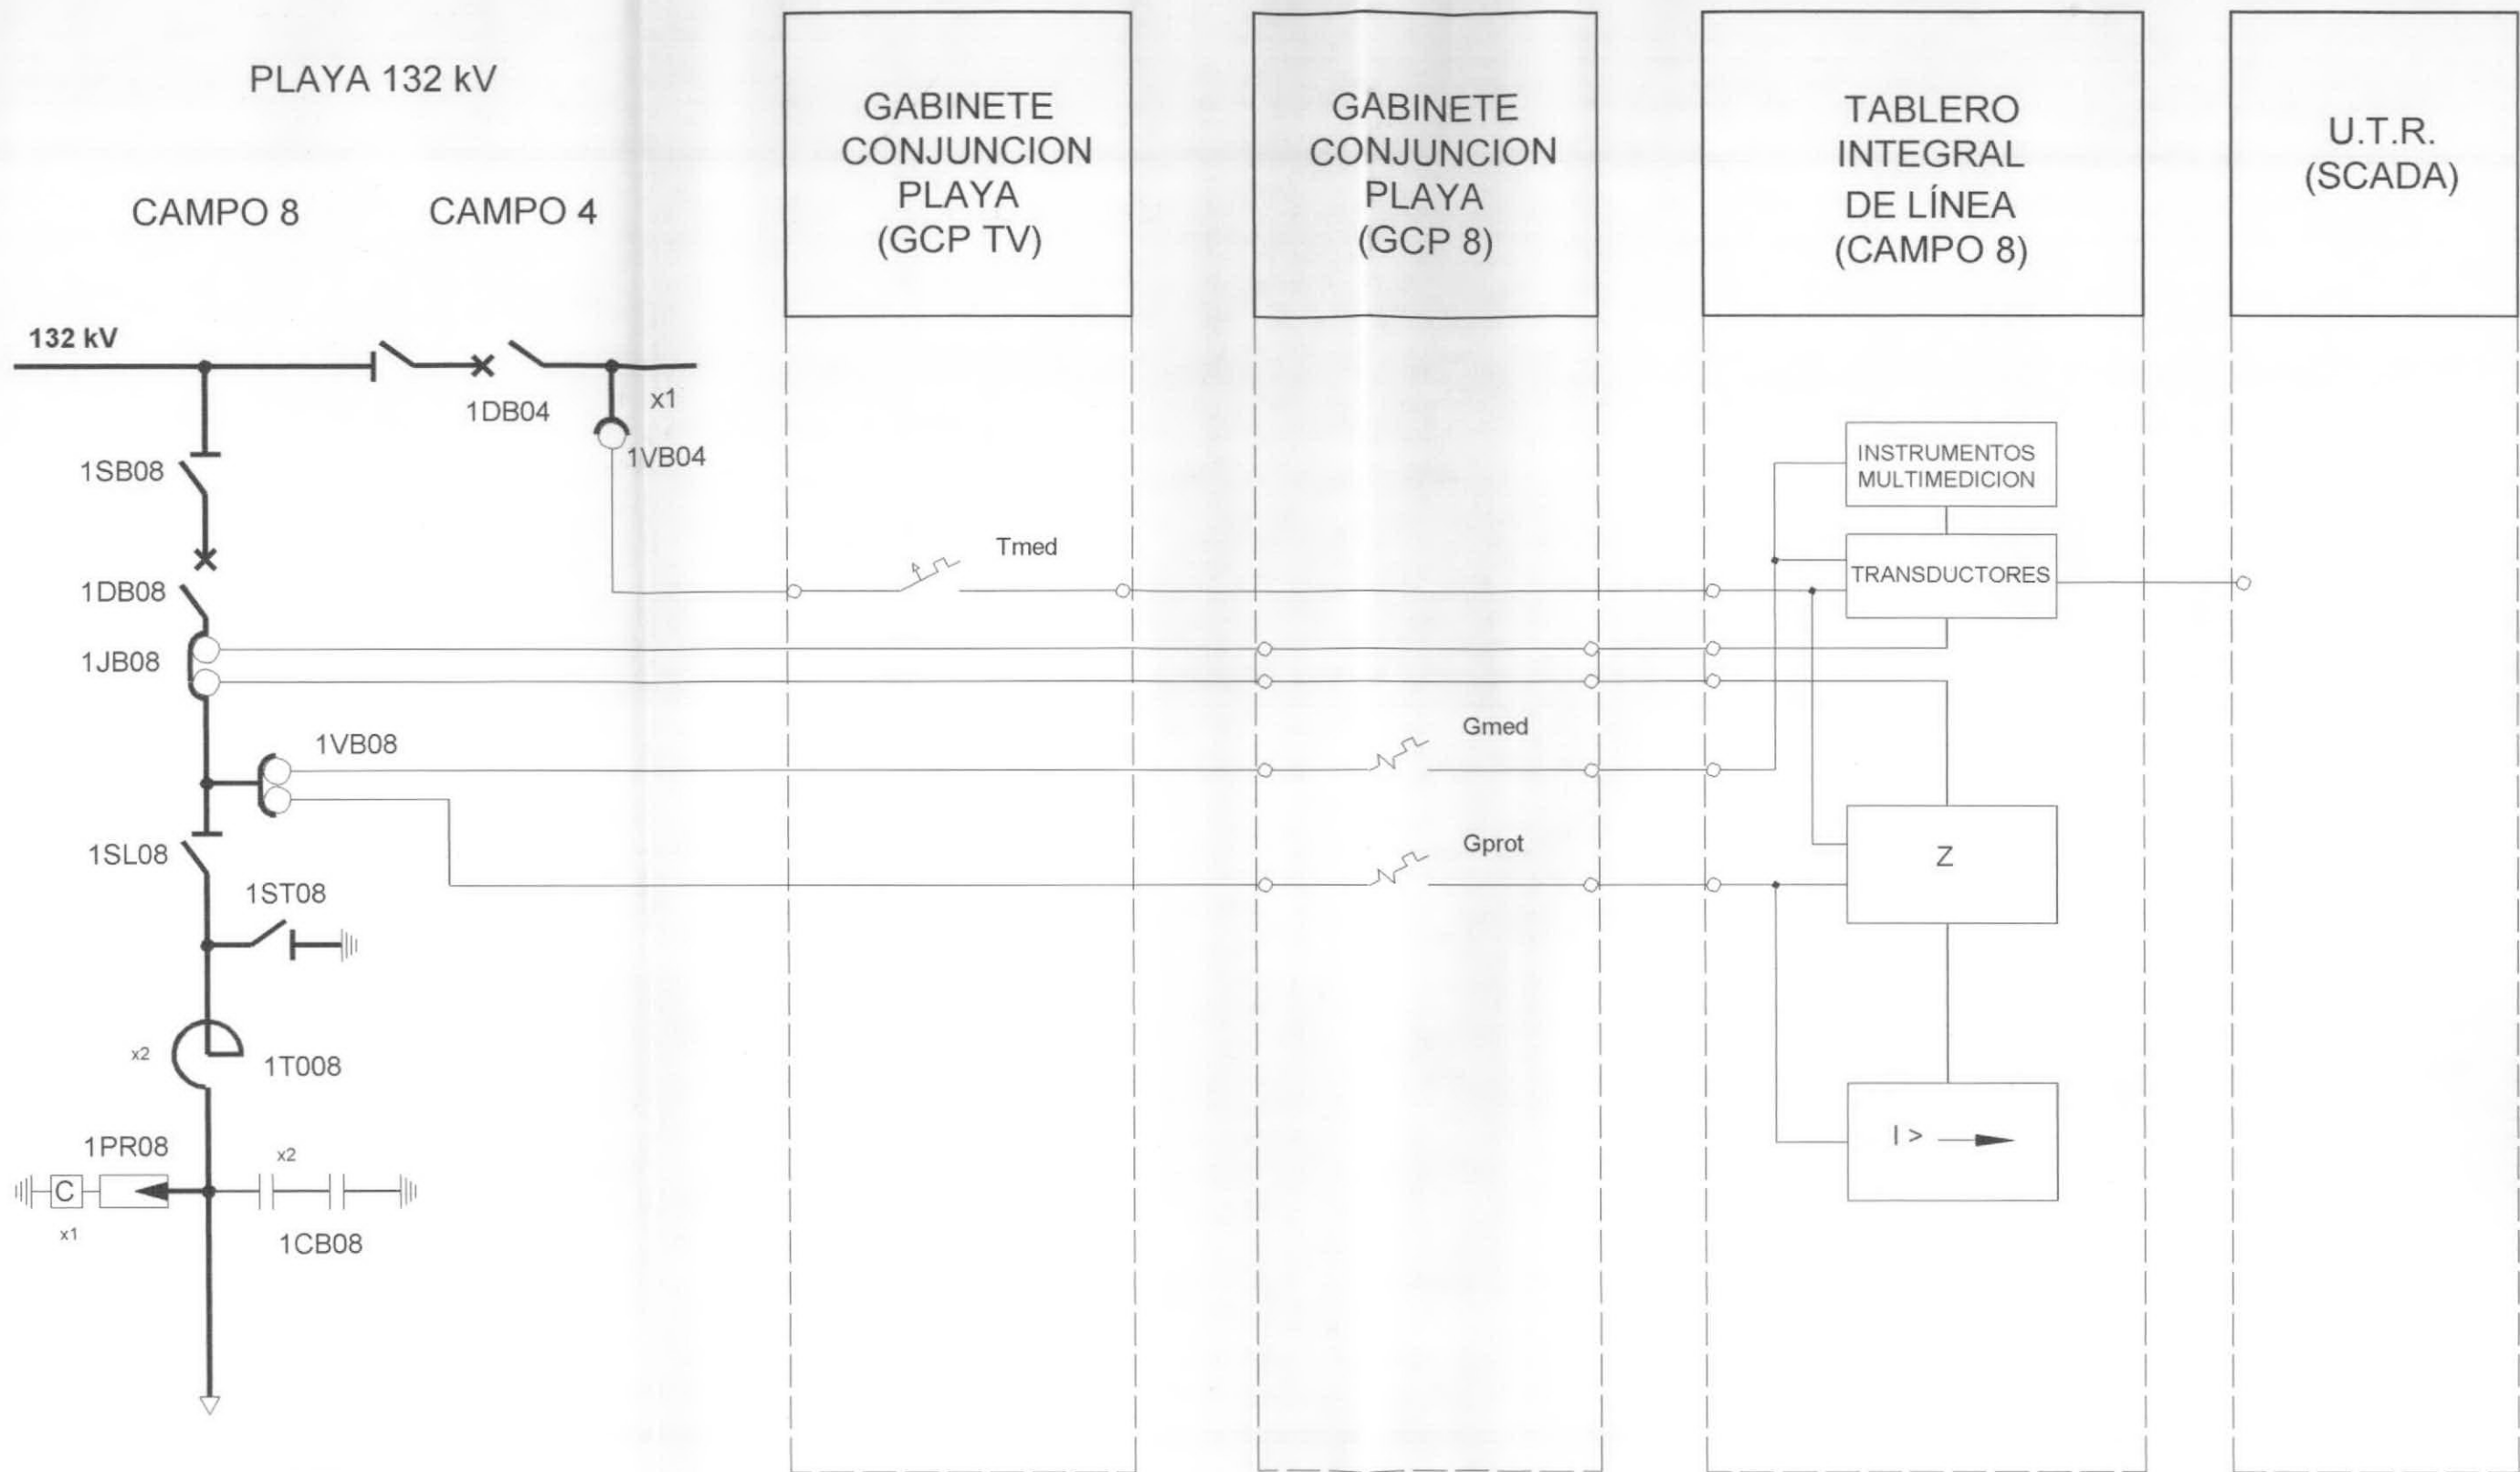 PLAYA 132 kV
CAMPO 8
CAMPO 4
GABINETE
CONJUNCION
PLAYA
(GCP TV)
GABINETE
CONJUNCION
PLAYA
(GCP 8)
TABLERO
INTEGRAL
DE LÍNEA
(CAMPO 8)
U.T.R.
(SCADA)
132 kV
1DB04
x1
1VB04
1SB08
INSTRUMENTOS
MULTIMEDICION
Tmed
TRANSDUCTORES
1DB08
1JB08
1VB08
Gmed
1SL08
Gprot
Z
1ST08
x2
1T008
I >
1PR08
x2
C
x1
1CB08